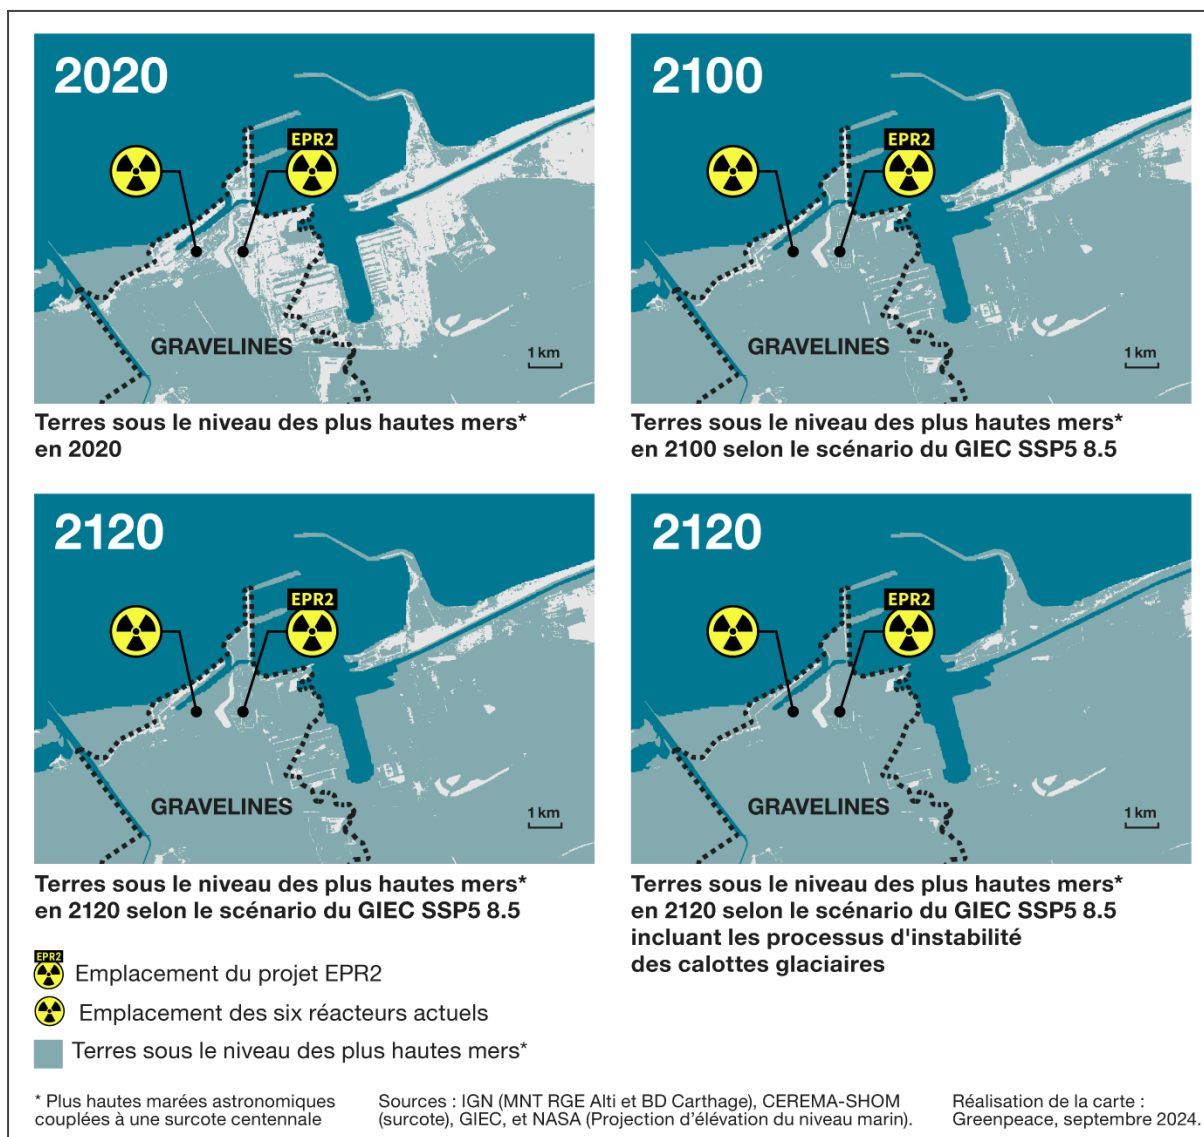 2020
EPR2
GRAVELINES
1 km
Terres sous le niveau des plus hautes mers*
en 2020
2100
EPR2
GRAVELINES
1 km
Terres sous le niveau des plus hautes mers*
en 2100 selon le scénario du GIEC SSP5 8.5
2120
EPR2
GRAVELINES
1 km
Terres sous le niveau des plus hautes mers*
en 2120 selon le scénario du GIEC SSP5 8.5
2120
EPR2
GRAVELINES
1 km
Terres sous le niveau des plus hautes mers*
en 2120 selon le scénario du GIEC SSP5 8.5
incluant les processus d'instabilité
des calottes glaciaires
EPR2
Emplacement du projet EPR2
Emplacement des six réacteurs actuels
Terres sous le niveau des plus hautes mers*
* Plus hautes marées astronomiques
couplées à une surcote centennale
Sources : IGN (MNT RGE Alti et BD Carthage), CEREMA-SHOM
(surcote), GIEC, et NASA (Projection d’élévation du niveau marin).
Réalisation de la carte :
Greenpeace, septembre 2024.